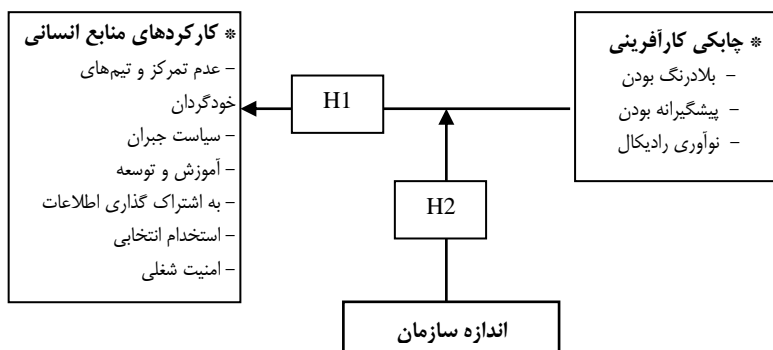 * چابکی کارآفرینی
- بلادرنگ بودن
- پیشگیرانه بودن
- نوآوری رادیکال
H1
H2
* کارکردهای منابع انسانی
- عدم تمرکز و تیم‌های
خودگردان
- سیاست جبران
- آموزش و توسعه
- به اشتراک گذاری اطلاعات
- استخدام انتخابی
- امنیت شغلی
اندازه سازمان